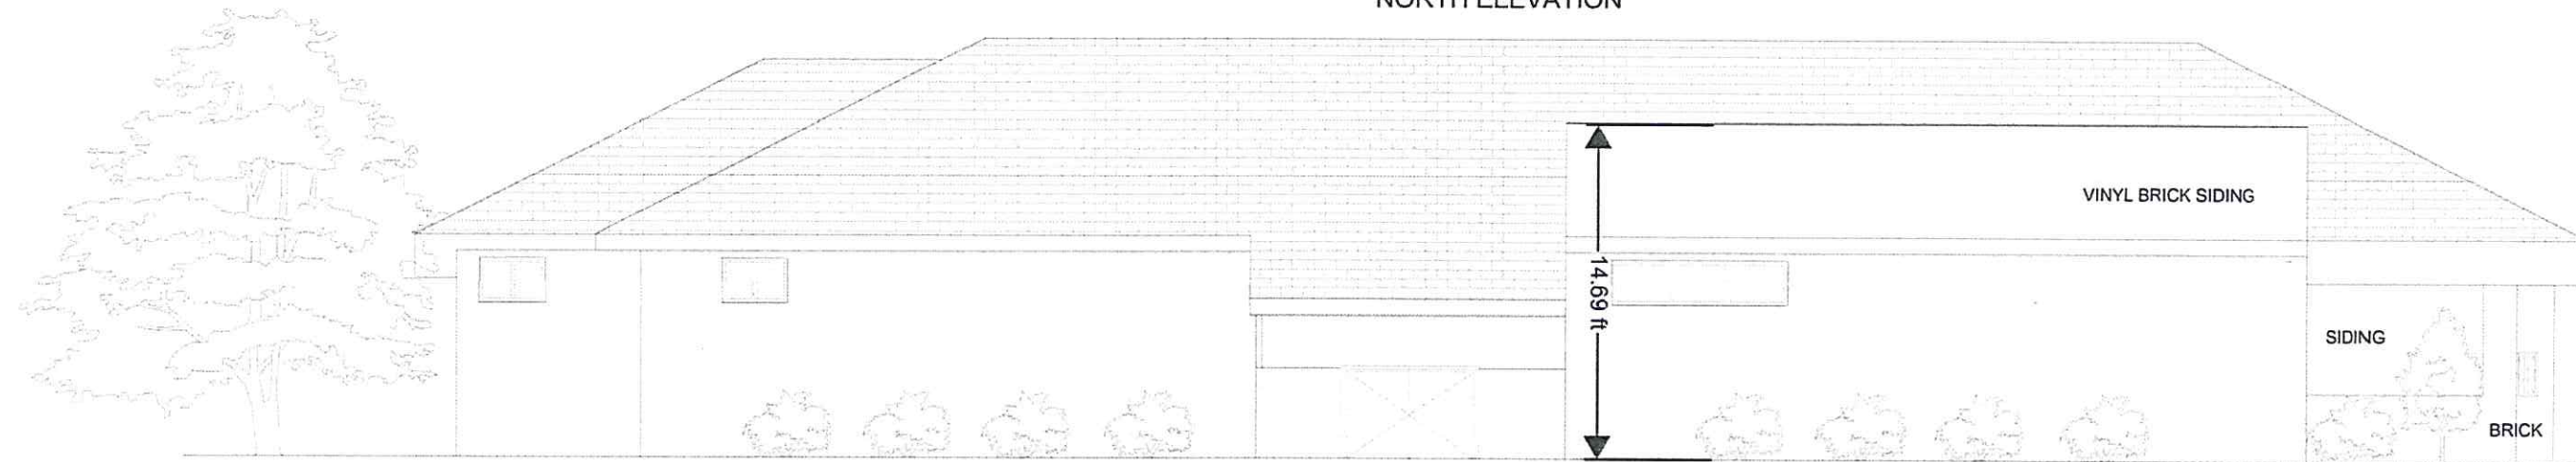 NORTH ELEVATION
VINYL BRICK SIDING
14.69 ft
SIDING
BRICK